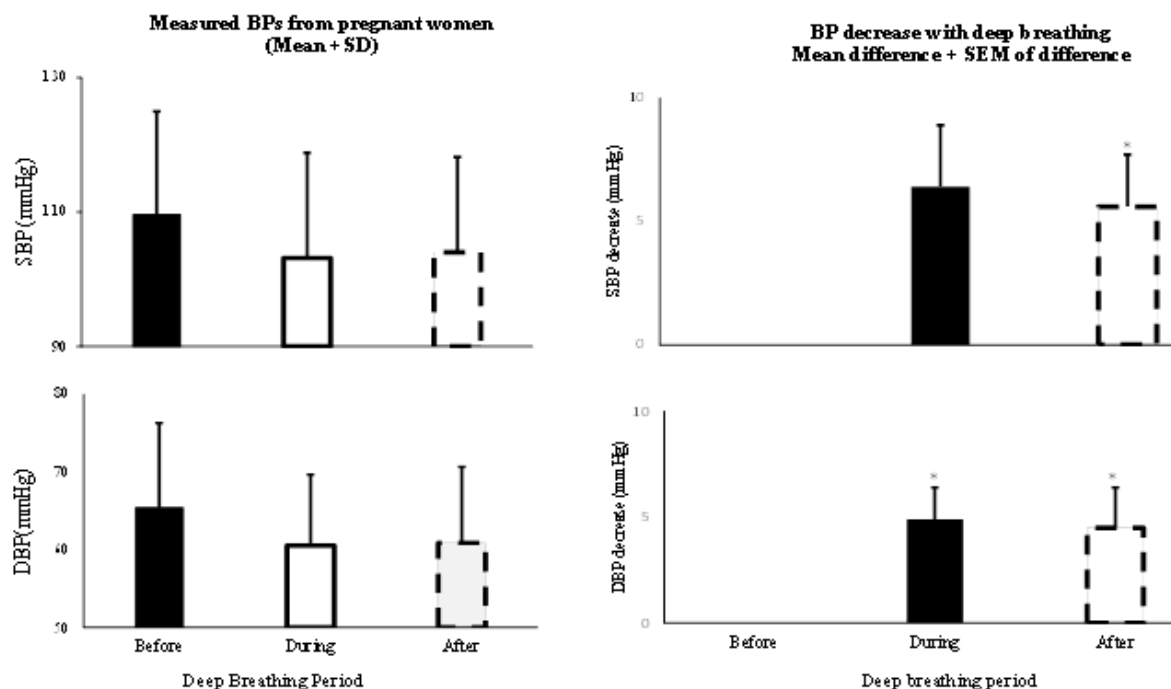 Measured BPs from pregnant women
(Mean + SD)
130
110
90
SBP (mmHg)
80
70
60
50
DBP(mmHg)
Before During After
Deep Breathing Period
BP decrease with deep breathing
Mean difference + SEM of difference
10
5
0
SBP decrease (mmHg)
*
10
5
0
DBP decrease (mmHg)
* *
Before During After
Deep breathing period